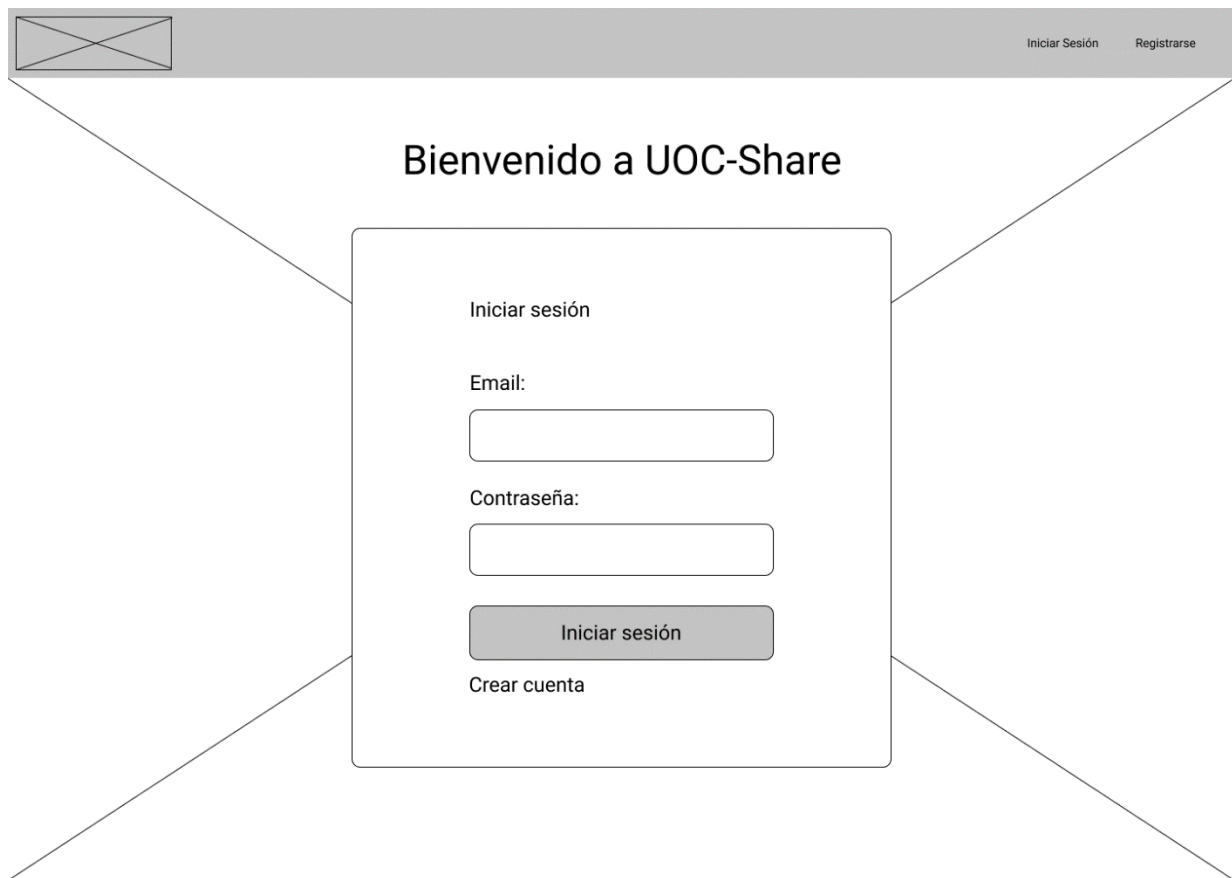 Iniciar Sesión
Registrarse
Bienvenido a UOC-Share
Iniciar sesión
Email:
Contraseña:
Iniciar sesión
Crear cuenta